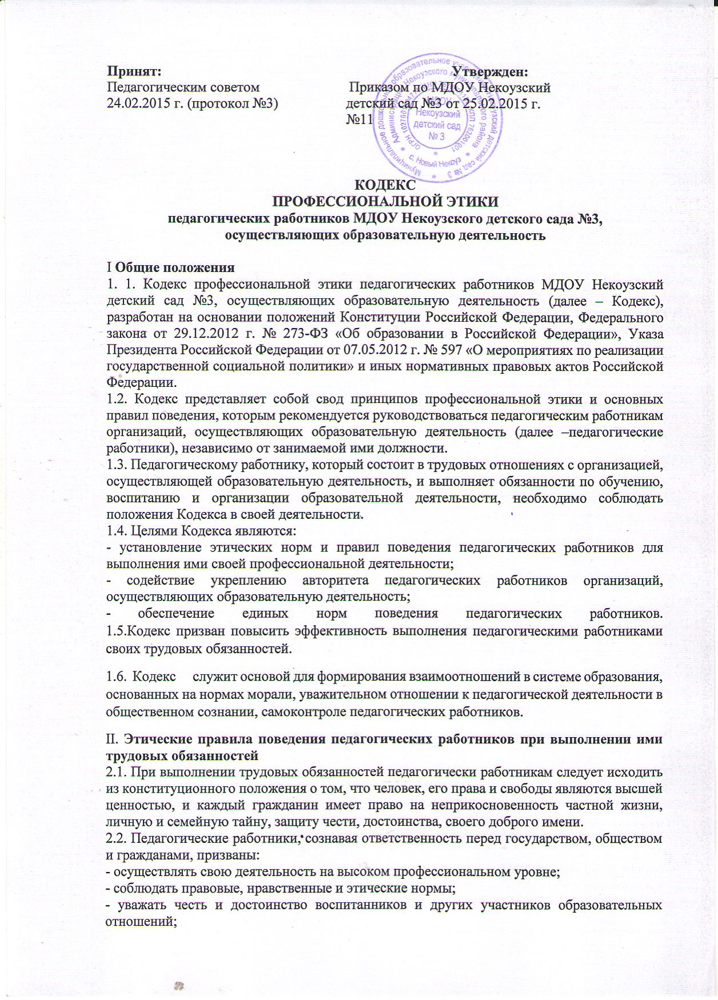 Принят:
Утвержден:
Педагогическим советом
Приказом по МДОУ Некоузский
24.02.2015 г. (протокол №3)
детский сад №3 от 25.02.2015 г.
№11
МДОУ
Некоузский
детский сад
№ 3
с. Новый Некоуз
КОДЕКС
ПРОФЕССИОНАЛЬНОЙ ЭТИКИ
педагогических работников МДОУ Некоузского детского сада №3,
осуществляющих образовательную деятельность
I Общие положения
1. 1. Кодекс профессиональной этики педагогических работников МДОУ Некоузский
детский сад №3, осуществляющих образовательную деятельность (далее – Кодекс),
разработан на основании положений Конституции Российской Федерации, Федерального
закона от 29.12.2012 г. № 273-ФЗ «Об образовании в Российской Федерации», Указа
Президента Российской Федерации от 07.05.2012 г. № 597 «О мероприятиях по реализации
государственной социальной политики» и иных нормативных правовых актов Российской
Федерации.
1.2. Кодекс представляет собой свод принципов профессиональной этики и основных
правил поведения, которым рекомендуется руководствоваться педагогическим работникам
организаций, осуществляющих образовательную деятельность (далее –педагогические
работники), независимо от занимаемой ими должности.
1.3. Педагогическому работнику, который состоит в трудовых отношениях с организацией,
осуществляющей образовательную деятельность, и выполняет обязанности по обучению,
воспитанию и организации образовательной деятельности, необходимо соблюдать
положения Кодекса в своей деятельности.
1.4. Целями Кодекса являются:
- установление этических норм и правил поведения педагогических работников для
выполнения ими своей профессиональной деятельности;
- содействие укреплению авторитета педагогических работников организаций,
осуществляющих образовательную деятельность;
- обеспечение единых норм поведения педагогических работников.
1.5.Кодекс призван повысить эффективность выполнения педагогическими работниками
своих трудовых обязанностей.
1.6. Кодекс служит основой для формирования взаимоотношений в системе образования,
основанных на нормах морали, уважительном отношении к педагогической деятельности в
общественном сознании, самоконтроле педагогических работников.
II. Этические правила поведения педагогических работников при выполнении ими
трудовых обязанностей
2.1. При выполнении трудовых обязанностей педагогически работникам следует исходить
из конституционного положения о том, что человек, его права и свободы являются высшей
ценностью, и каждый гражданин имеет право на неприкосновенность частной жизни,
личную и семейную тайну, защиту чести, достоинства, своего доброго имени.
2.2. Педагогические работники, сознавая ответственность перед государством, обществом
и гражданами, призваны:
- осуществлять свою деятельность на высоком профессиональном уровне;
- соблюдать правовые, нравственные и этические нормы;
- уважать честь и достоинство воспитанников и других участников образовательных
отношений;